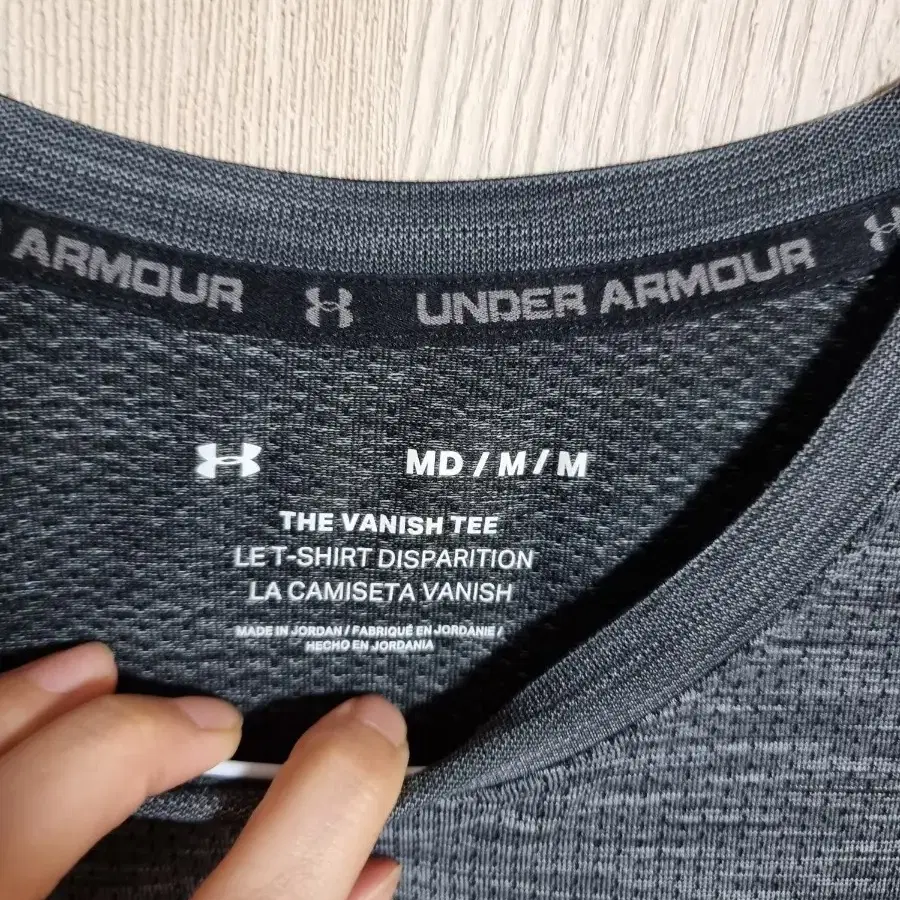 ARMOUR UNDER ARMOUR
MD / M / M
THE VANISH TEE
LE T-SHIRT DISPARITION
LA CAMISETA VANISH
MADE IN JORDAN / FABRIQUÉ EN JORDANIE /
HECHO EN JORDANIA